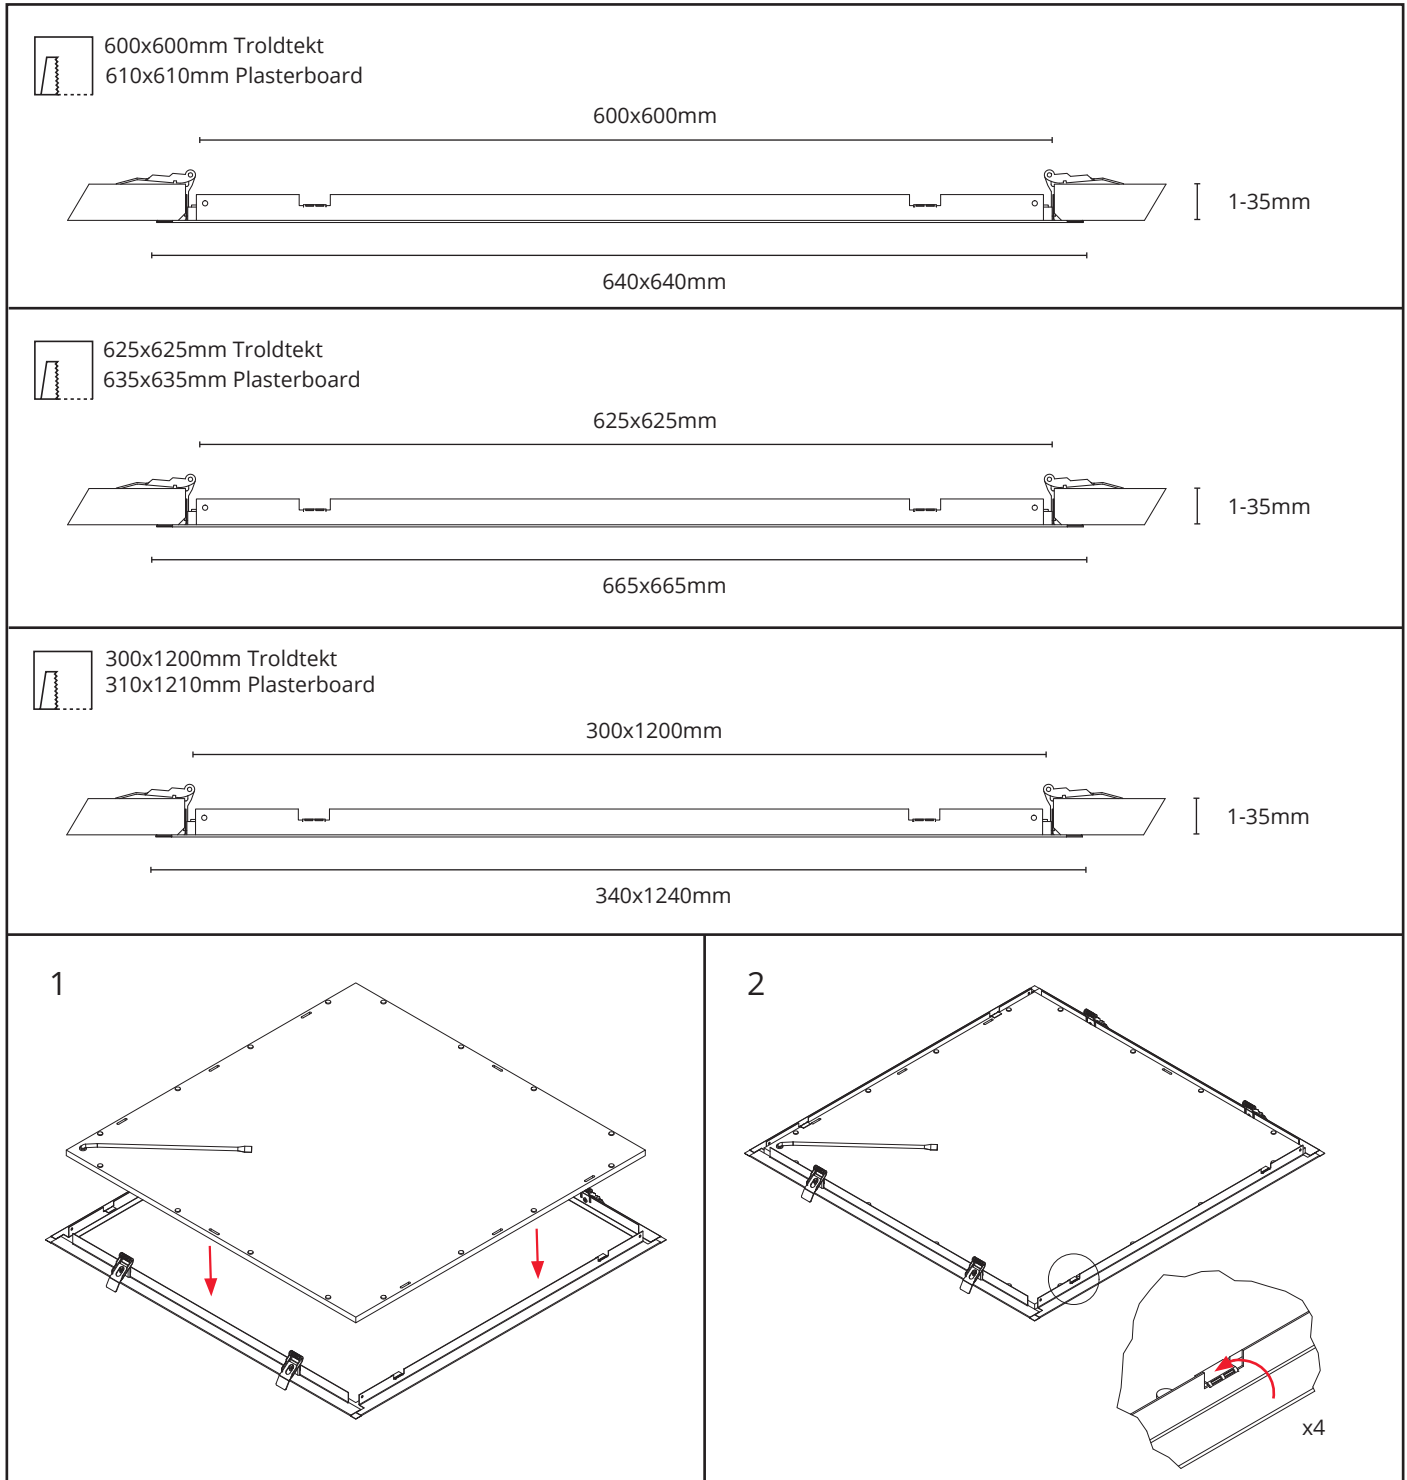 600x600mm Troldtekt
610x610mm Plasterboard
600x600mm
1-35mm
640x640mm
625x625mm Troldtekt
635x635mm Plasterboard
625x625mm
1-35mm
665x665mm
300x1200mm Troldtekt
310x1210mm Plasterboard
300x1200mm
1-35mm
340x1240mm
1
2
x4